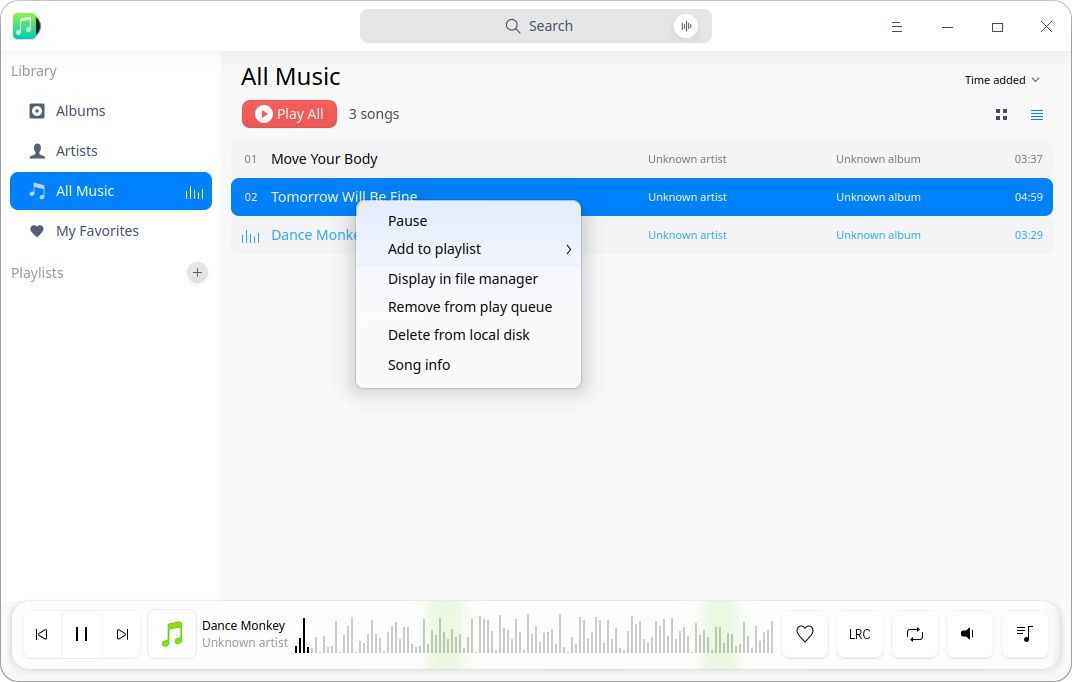 Search
Library
Albums
Artists
All Music
My Favorites
Playlists
All Music
Time added
Play All 3 songs
01 Move Your Body Unknown artist Unknown album 03:37
02 Tomorrow Will Be Fine Unknown artist Unknown album 04:59
Dance Monke Unknown artist Unknown album 03:29
Pause
Add to playlist
Display in file manager
Remove from play queue
Delete from local disk
Song info
Dance Monkey
Unknown artist
LRC